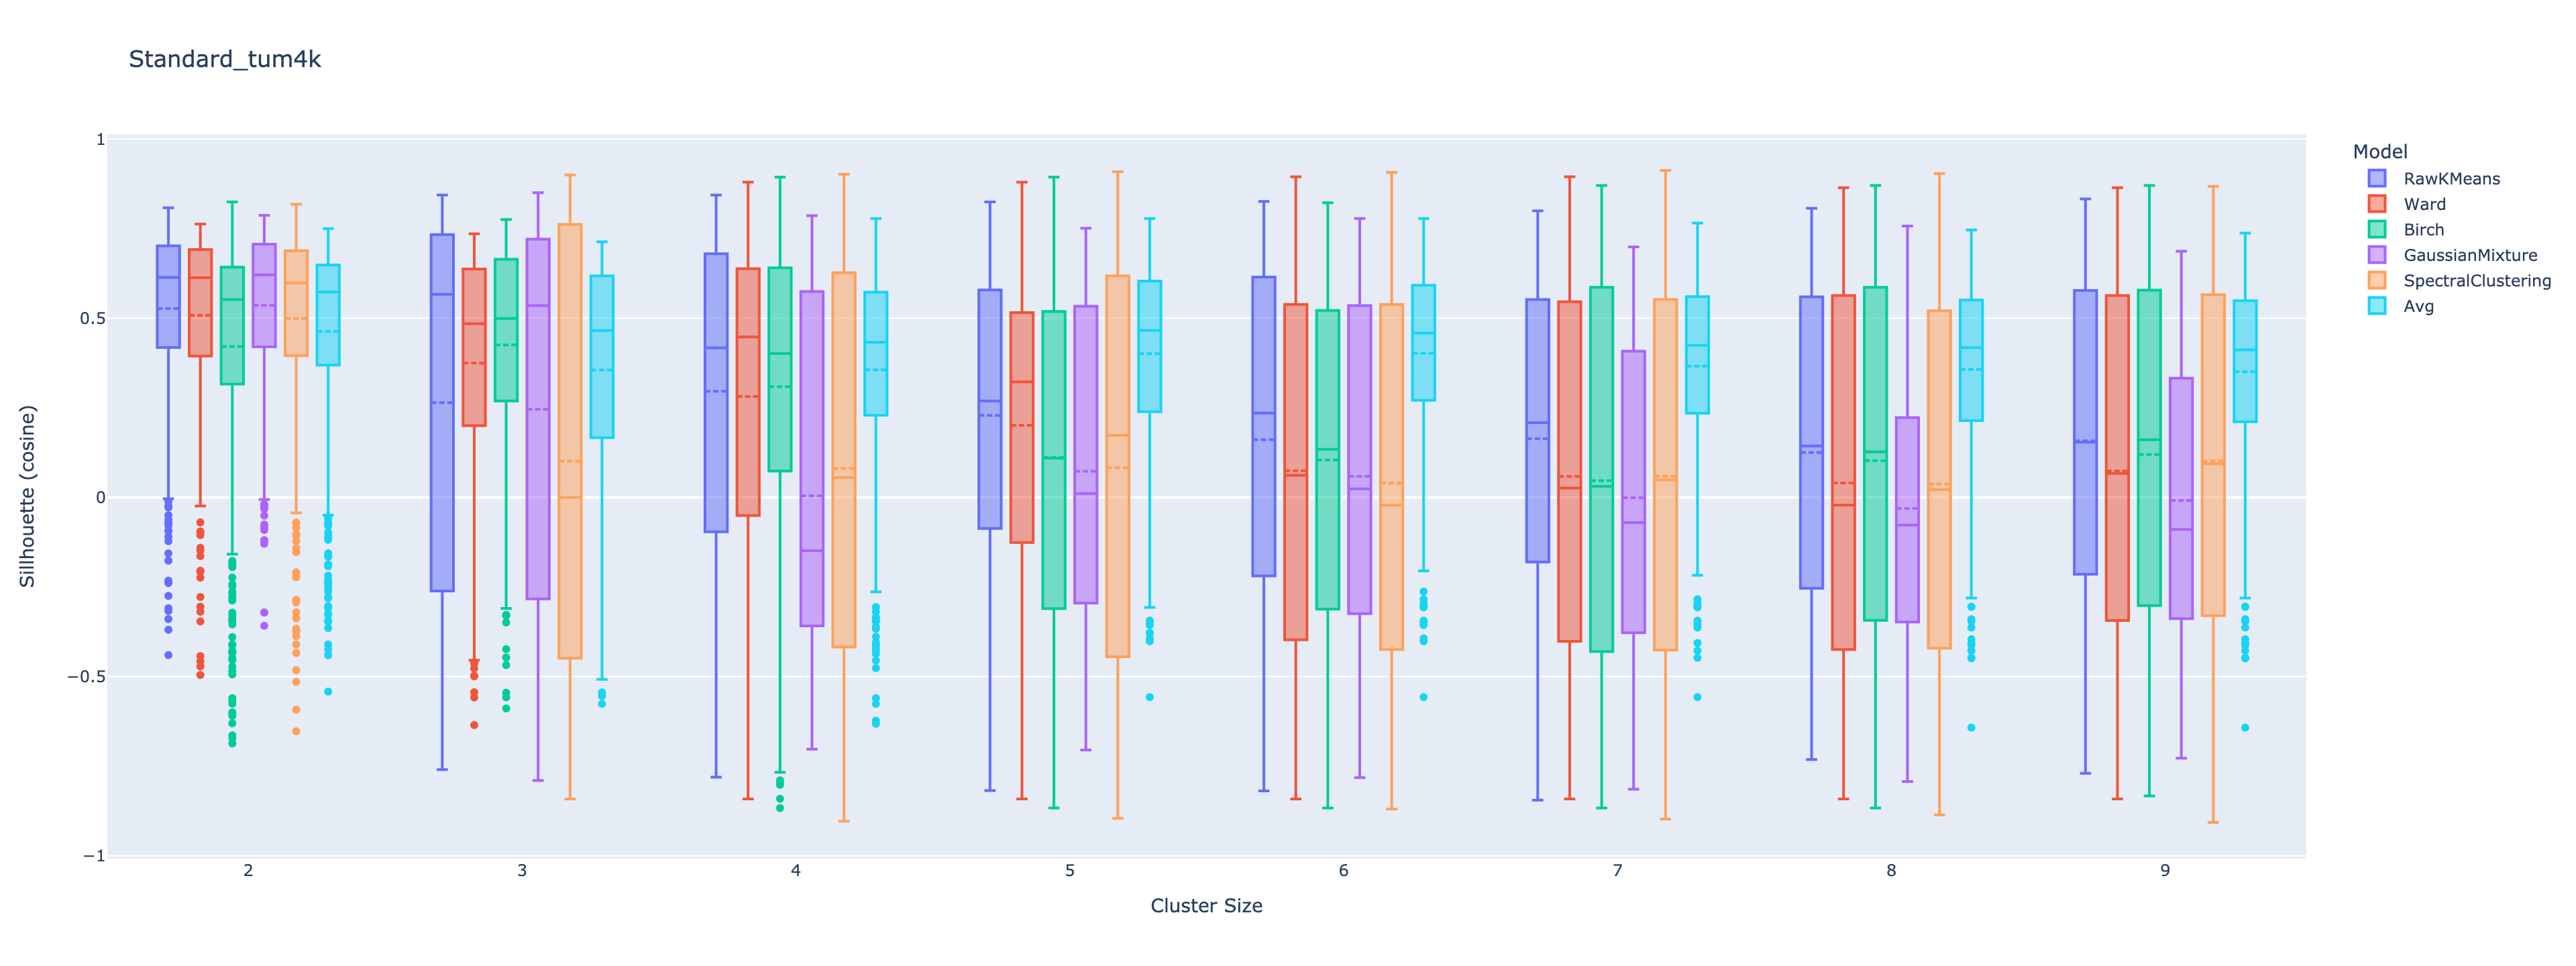 Standard_tum4k
Sillhouette (cosine)
1
0.5
0
−0.5
−1
2 3 4 5 6 7 8 9
Cluster Size
Model
RawKMeans
Ward
Birch
GaussianMixture
SpectralClustering
Avg